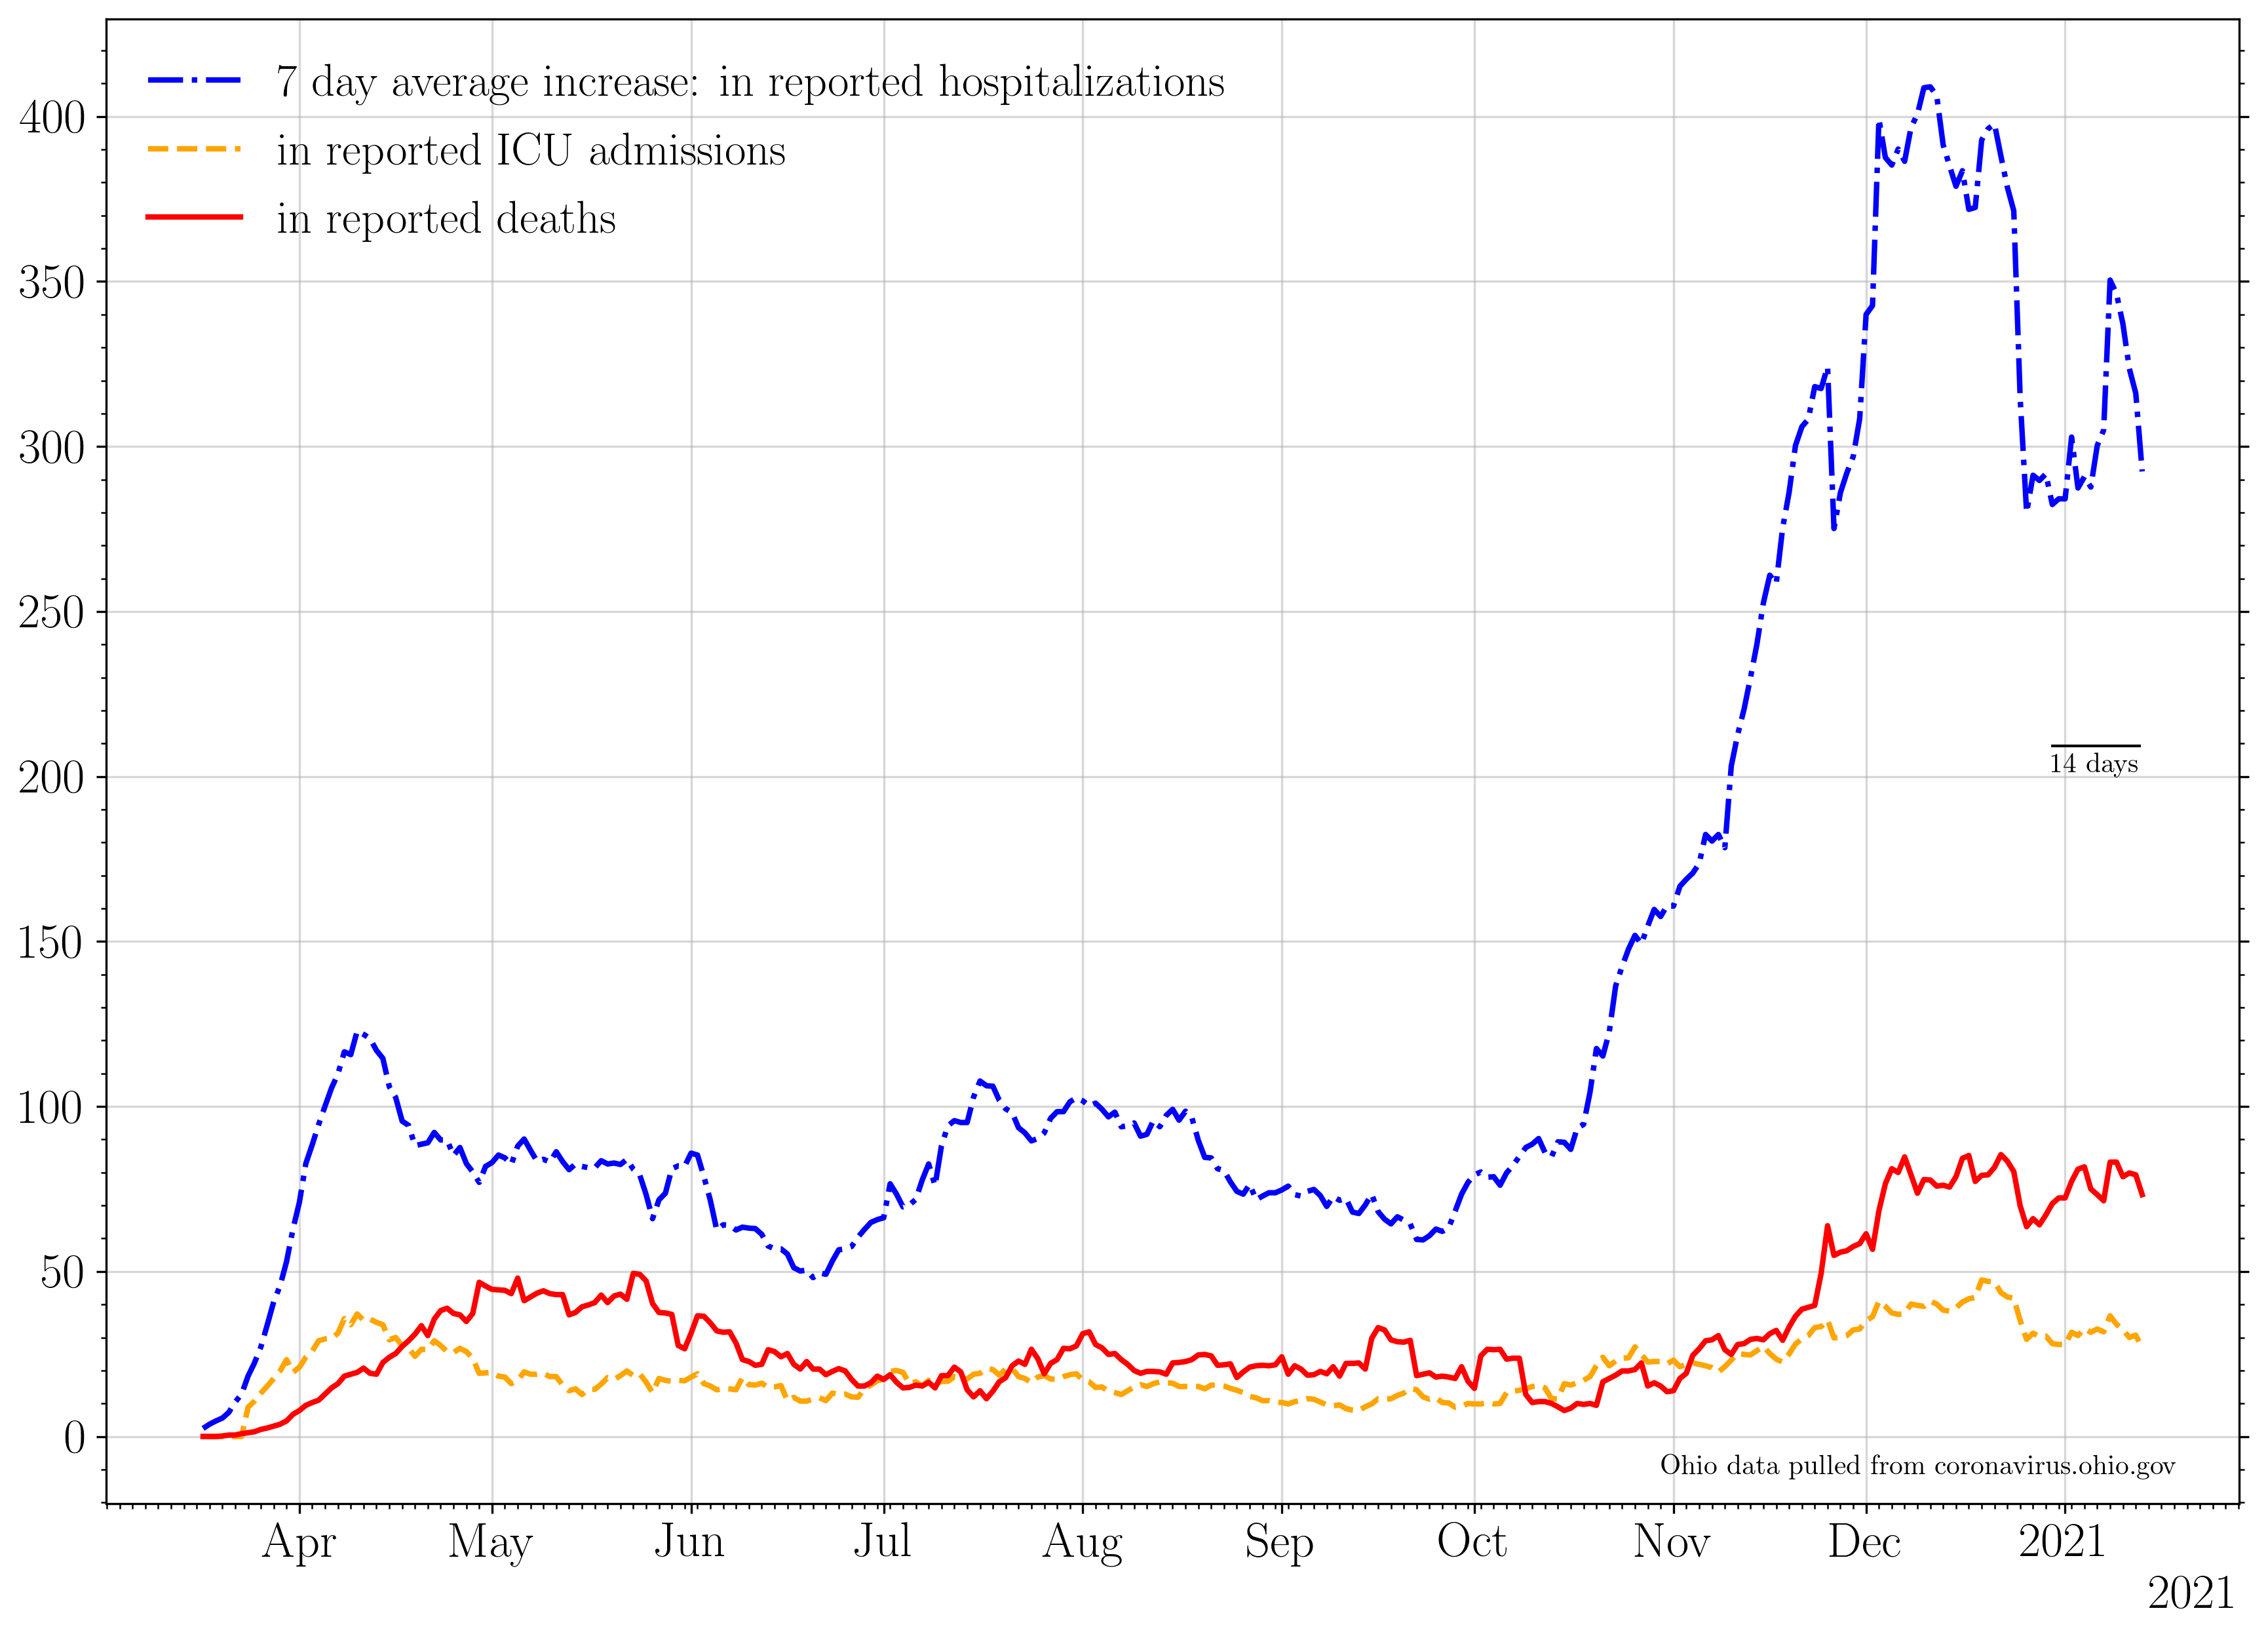 7 day average increase: in reported hospitalizations
in reported ICU admissions
in reported deaths
400
350
300
250
200
150
100
50
0
14 days
Ohio data pulled from coronavirus.ohio.gov
Apr May Jun Jul Aug Sep Oct Nov Dec 2021
2021